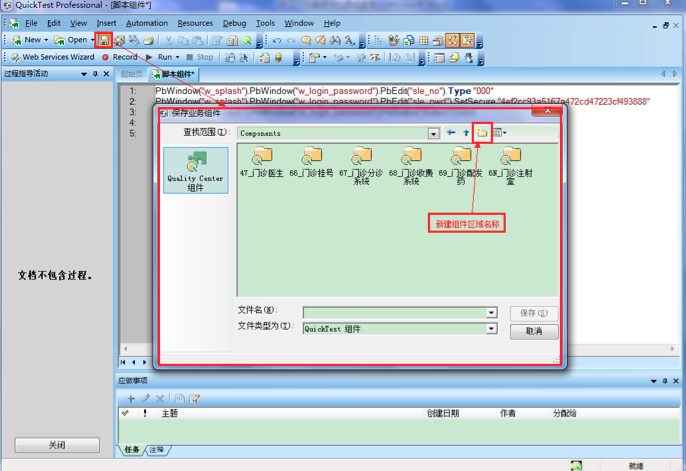 QuickTest Professional - [脚本组件*]
File Edit View Insert Automation Resources Debug Tools Window Help
New Open
Web Services Wizard Record Run Stop
过程指导活动
起始页 脚本组件*
1: PbWindow("w_splash").PbWindow("w_login_password").PbEdit("sle_no").Type "000"
2: PbWindow("w_splash").PbWindow("w_login_password").PbEdit("sle_pwd").SetSecure "4ef2cc93a5167a472cd47223cf493888"
3:
4:
5:
保存业务组件
查找范围(I): Components
Quality Center
组件
47_门诊医生 66_门诊挂号 67_门诊分诊系统 68_门诊收费系统 69_门诊配发药 6N_门诊注射室
新建组件区域名称
文档不包含过程。
文件名(N): 保存(S)
文件类型为(T): QuickTest 组件 取消
应做事项
! 主题 创建日期 作者 分配给
关闭
任务 注释
就绪